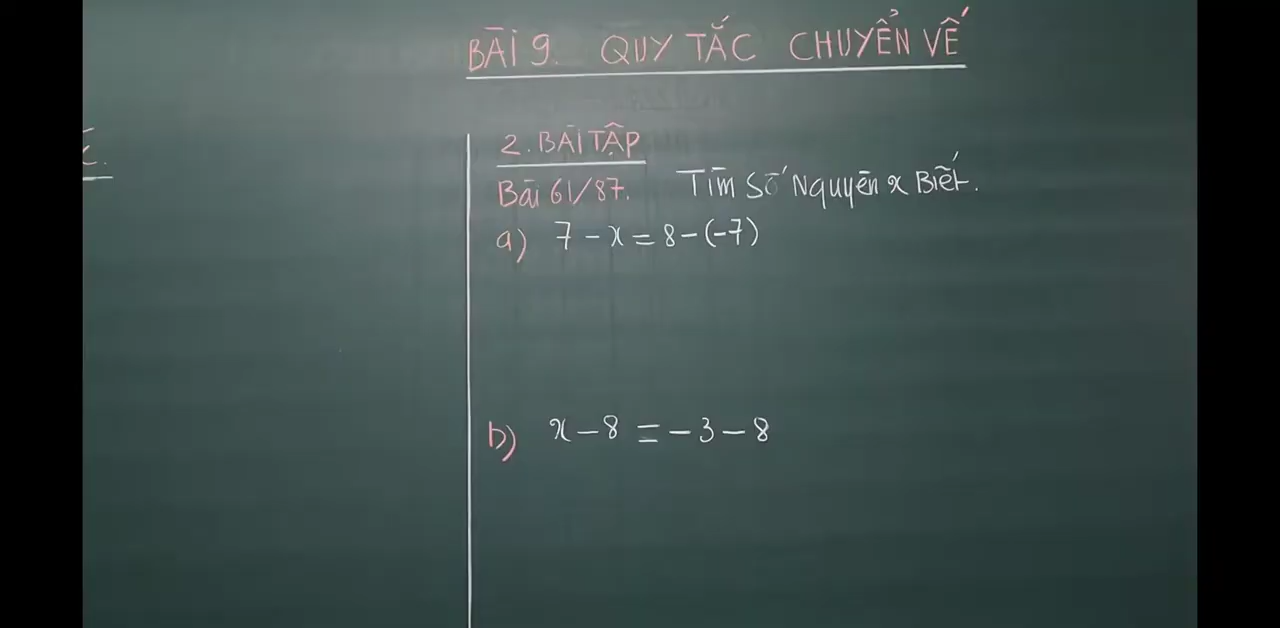 BÀI 9. QUY TẮC CHUYỂN VẾ
2. BÀI TẬP
Bài 61/87. Tìm Số Nguyên x Biết.
a) 7 - x = 8 - (-7)
b) x - 8 = - 3 - 8